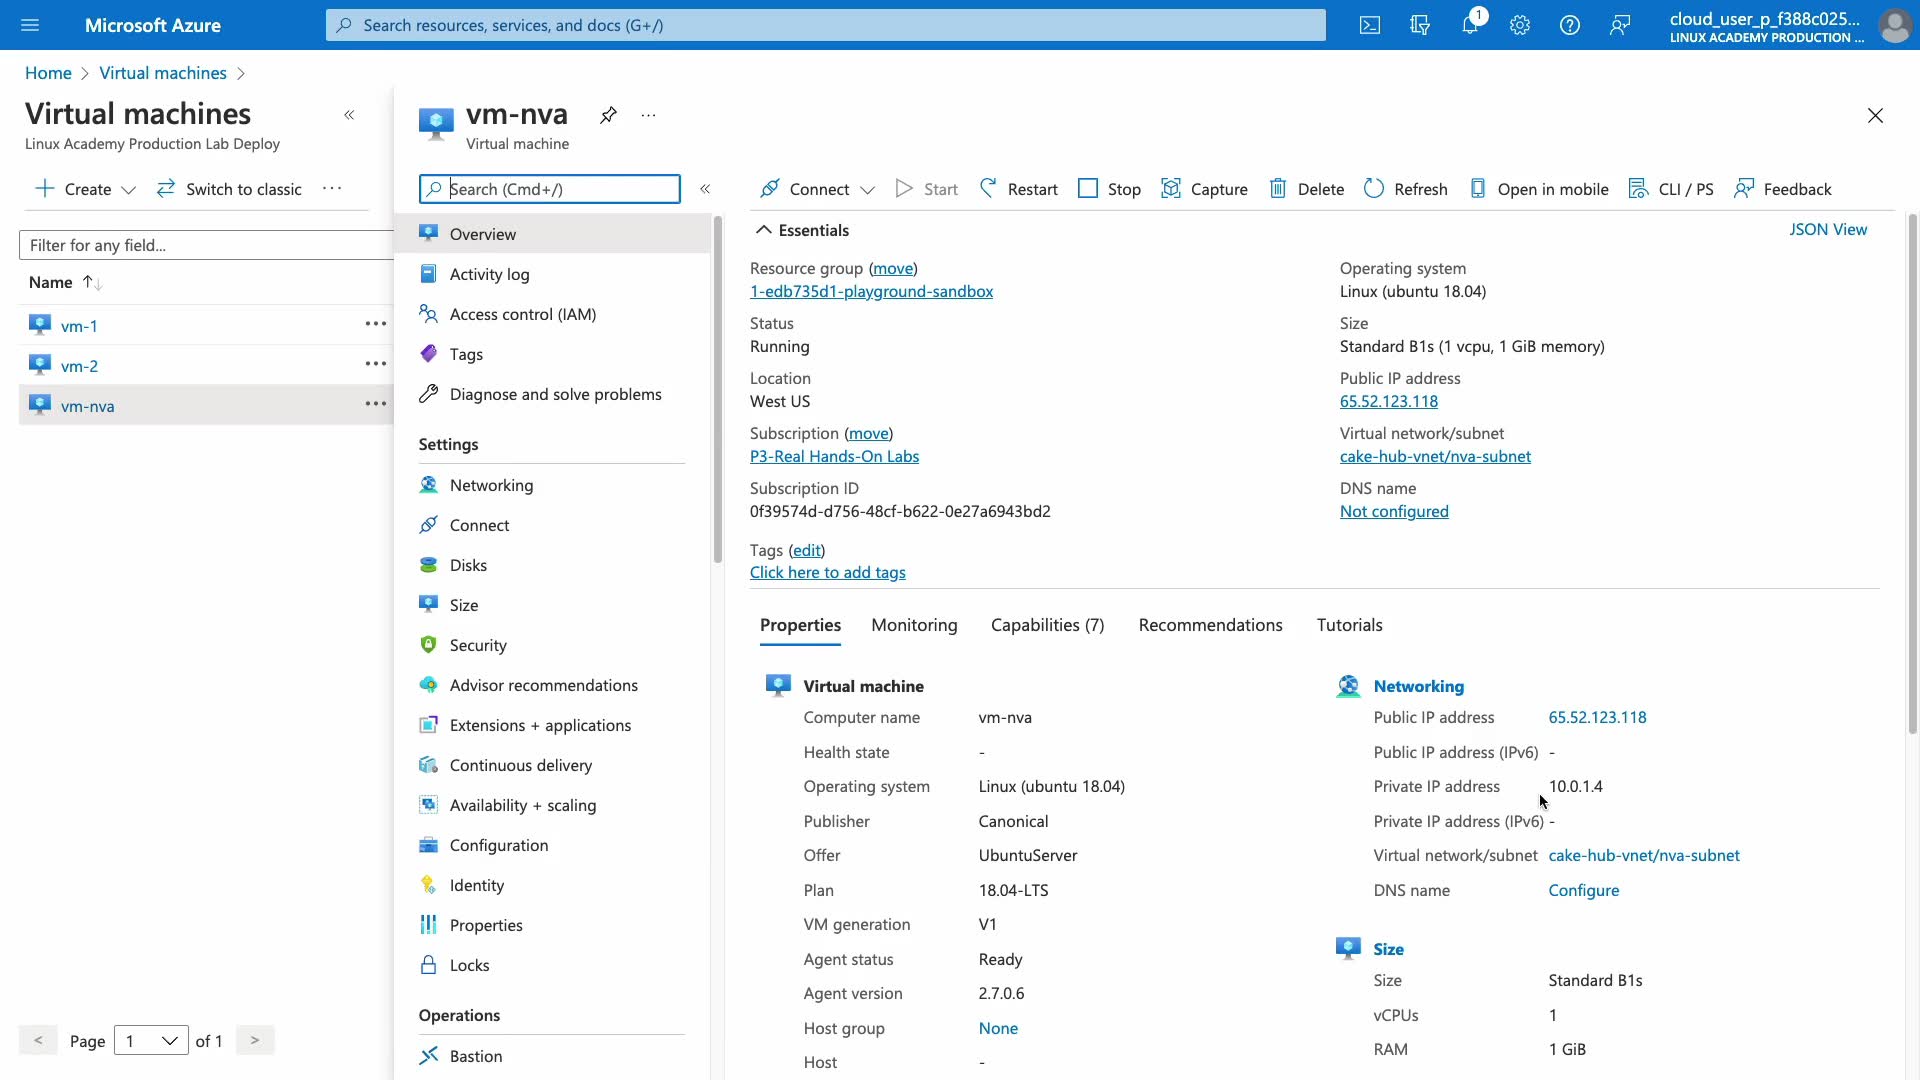 Microsoft Azure
Search resources, services, and docs (G+/)
1
cloud_user_p_f388c025...
LINUX ACADEMY PRODUCTION ...
Home > Virtual machines >
Virtual machines
Linux Academy Production Lab Deploy
Create
Switch to classic
...
Filter for any field...
Name
vm-1
vm-2
vm-nva
< Page 1 of 1 >
vm-nva
Virtual machine
Search (Cmd+/)
Overview
Activity log
Access control (IAM)
Tags
Diagnose and solve problems
Settings
Networking
Connect
Disks
Size
Security
Advisor recommendations
Extensions + applications
Continuous delivery
Availability + scaling
Configuration
Identity
Properties
Locks
Operations
Bastion
Connect Start Restart Stop Capture Delete Refresh Open in mobile CLI / PS Feedback
Essentials
JSON View
Resource group (move)
1-edb735d1-playground-sandbox
Status
Running
Location
West US
Subscription (move)
P3-Real Hands-On Labs
Subscription ID
0f39574d-d756-48cf-b622-0e27a6943bd2
Tags (edit)
Click here to add tags
Operating system
Linux (ubuntu 18.04)
Size
Standard B1s (1 vcpu, 1 GiB memory)
Public IP address
65.52.123.118
Virtual network/subnet
cake-hub-vnet/nva-subnet
DNS name
Not configured
Properties Monitoring Capabilities (7) Recommendations Tutorials
Virtual machine
Computer name vm-nva
Health state -
Operating system Linux (ubuntu 18.04)
Publisher Canonical
Offer UbuntuServer
Plan 18.04-LTS
VM generation V1
Agent status Ready
Agent version 2.7.0.6
Host group None
Host -
Networking
Public IP address 65.52.123.118
Public IP address (IPv6) -
Private IP address 10.0.1.4
Private IP address (IPv6) -
Virtual network/subnet cake-hub-vnet/nva-subnet
DNS name Configure
Size
Size Standard B1s
vCPUs 1
RAM 1 GiB